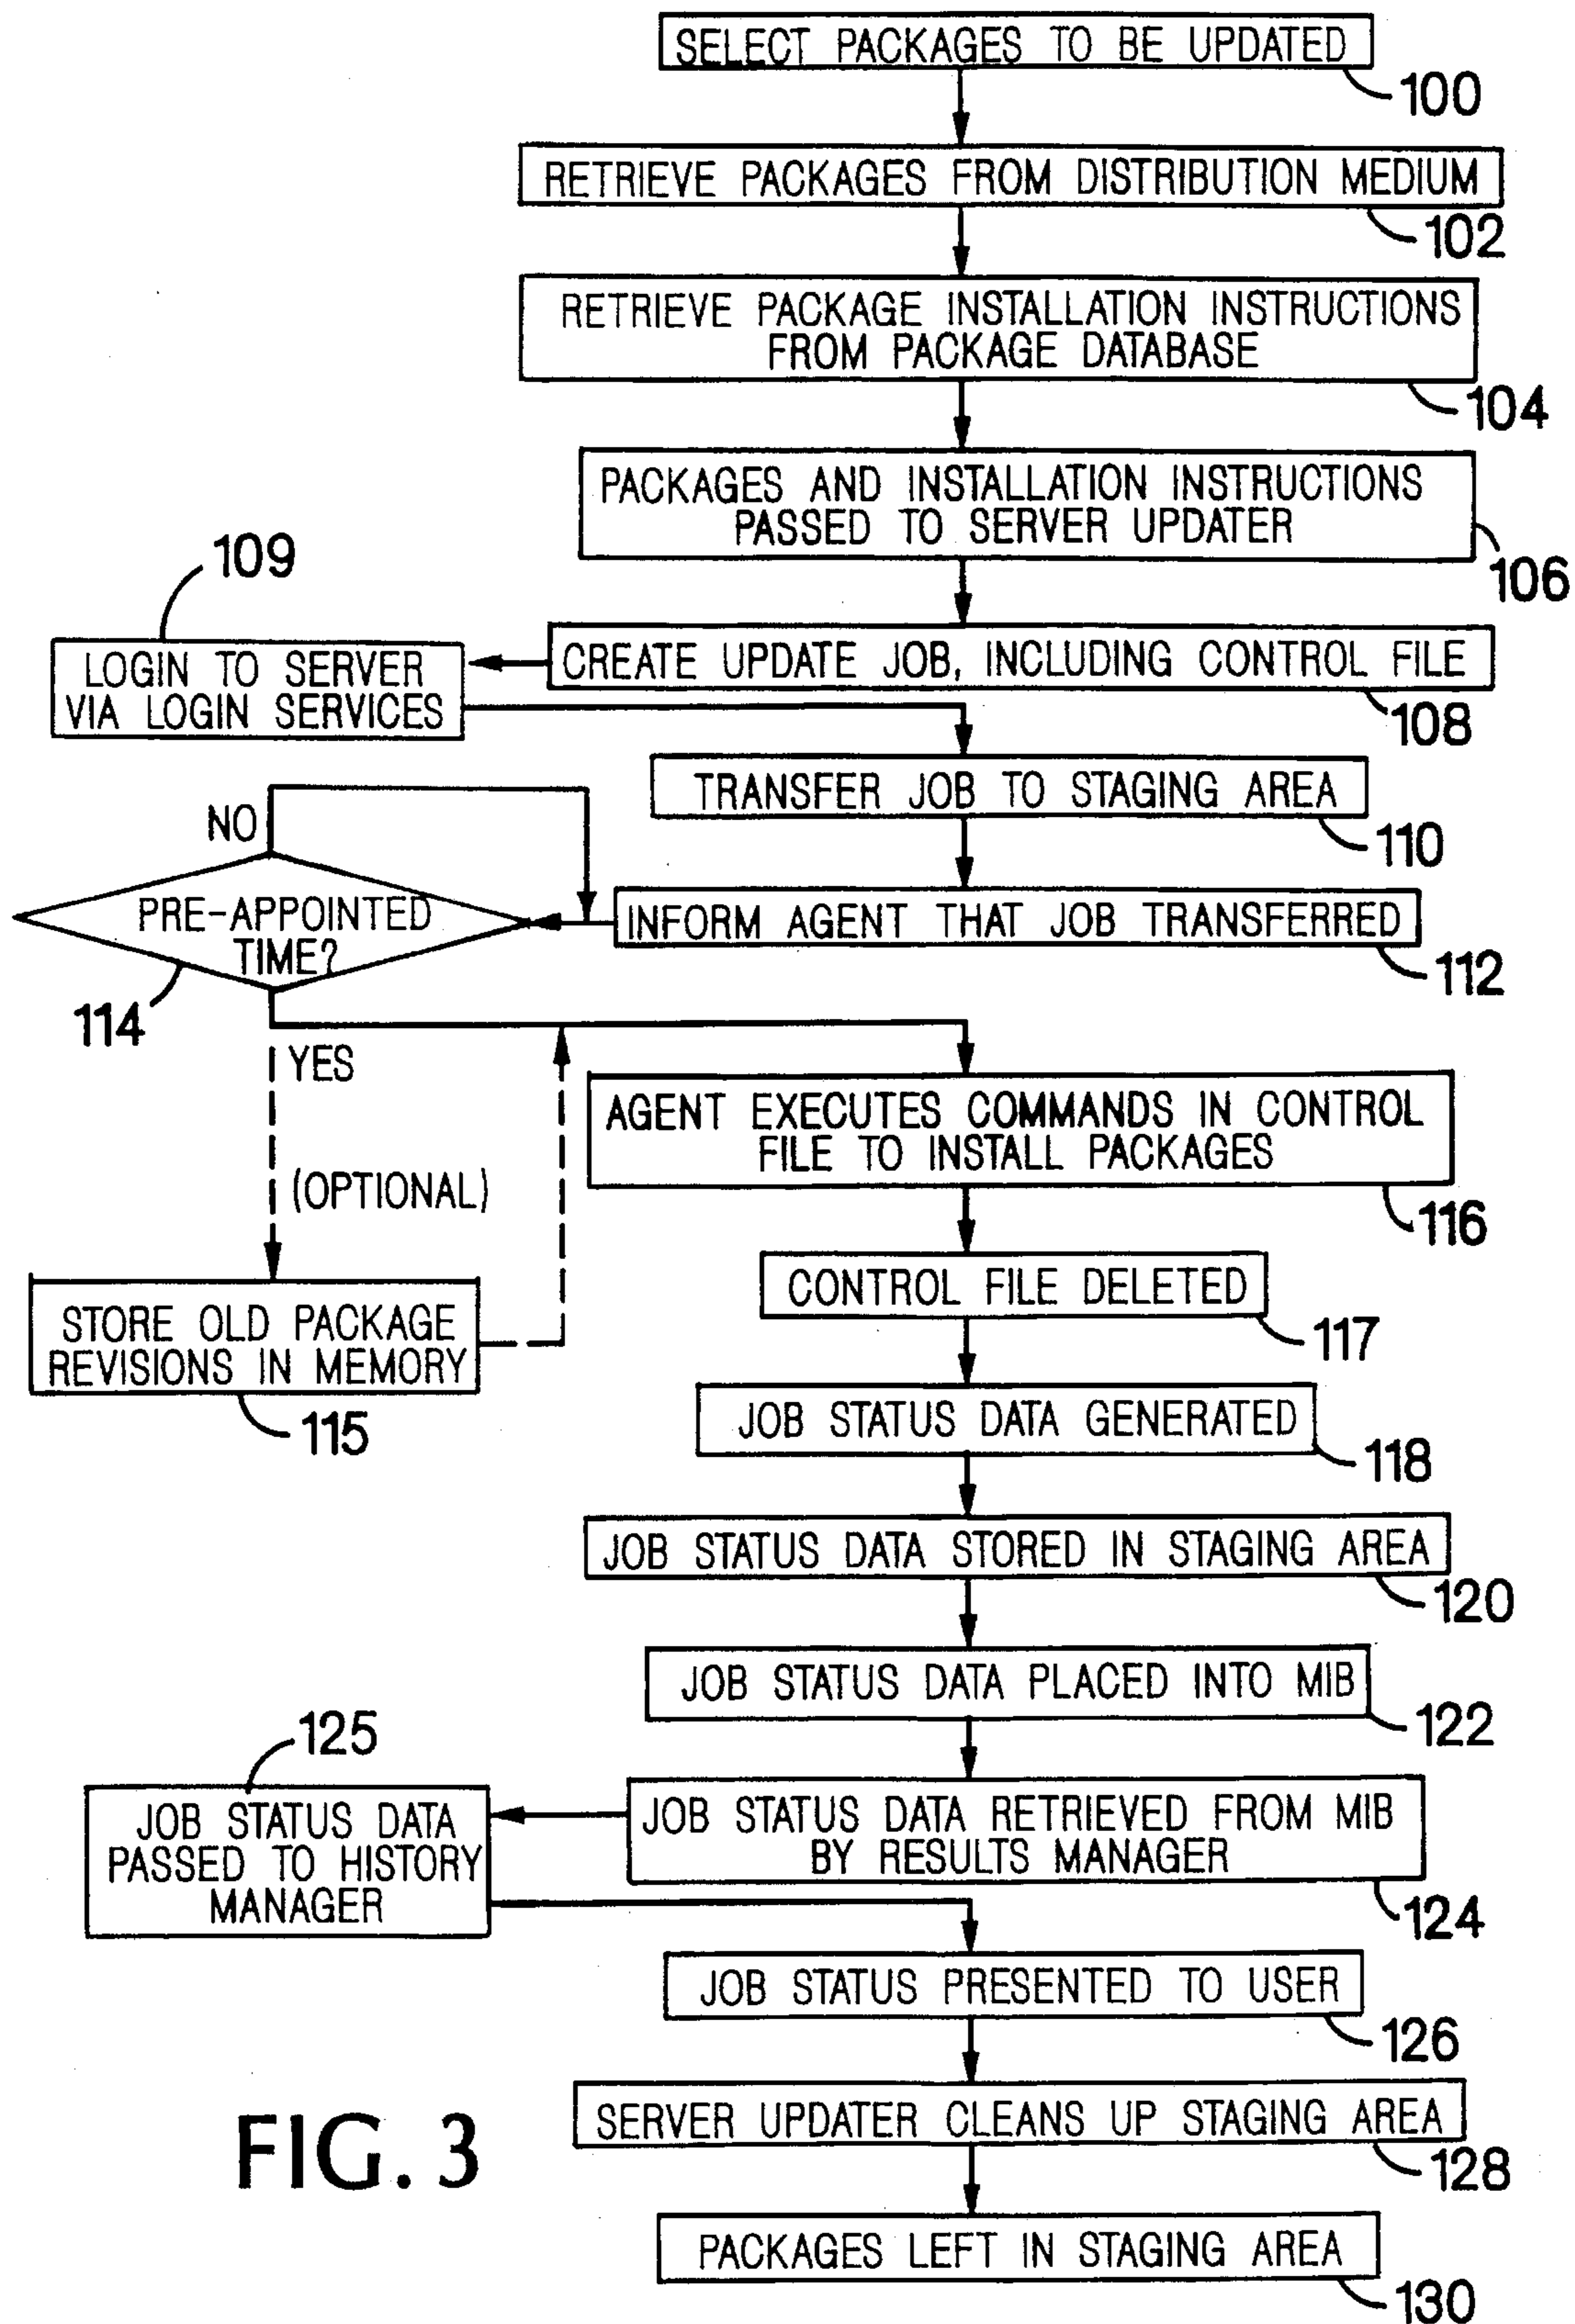 SELECT PACKAGES TO BE UPDATED
100
RETRIEVE PACKAGES FROM DISTRIBUTION MEDIUM
102
RETRIEVE PACKAGE INSTALLATION INSTRUCTIONS
FROM PACKAGE DATABASE
104
PACKAGES AND INSTALLATION INSTRUCTIONS
PASSED TO SERVER UPDATER
106
CREATE UPDATE JOB, INCLUDING CONTROL FILE
108
109
LOGIN TO SERVER
VIA LOGIN SERVICES
TRANSFER JOB TO STAGING AREA
110
INFORM AGENT THAT JOB TRANSFERRED
112
NO
PRE-APPOINTED
TIME?
114
YES
(OPTIONAL)
STORE OLD PACKAGE
REVISIONS IN MEMORY
115
AGENT EXECUTES COMMANDS IN CONTROL
FILE TO INSTALL PACKAGES
116
CONTROL FILE DELETED
117
JOB STATUS DATA GENERATED
118
JOB STATUS DATA STORED IN STAGING AREA
120
JOB STATUS DATA PLACED INTO MIB
122
JOB STATUS DATA RETRIEVED FROM MIB
BY RESULTS MANAGER
124
125
JOB STATUS DATA
PASSED TO HISTORY
MANAGER
JOB STATUS PRESENTED TO USER
126
SERVER UPDATER CLEANS UP STAGING AREA
128
PACKAGES LEFT IN STAGING AREA
130
FIG. 3